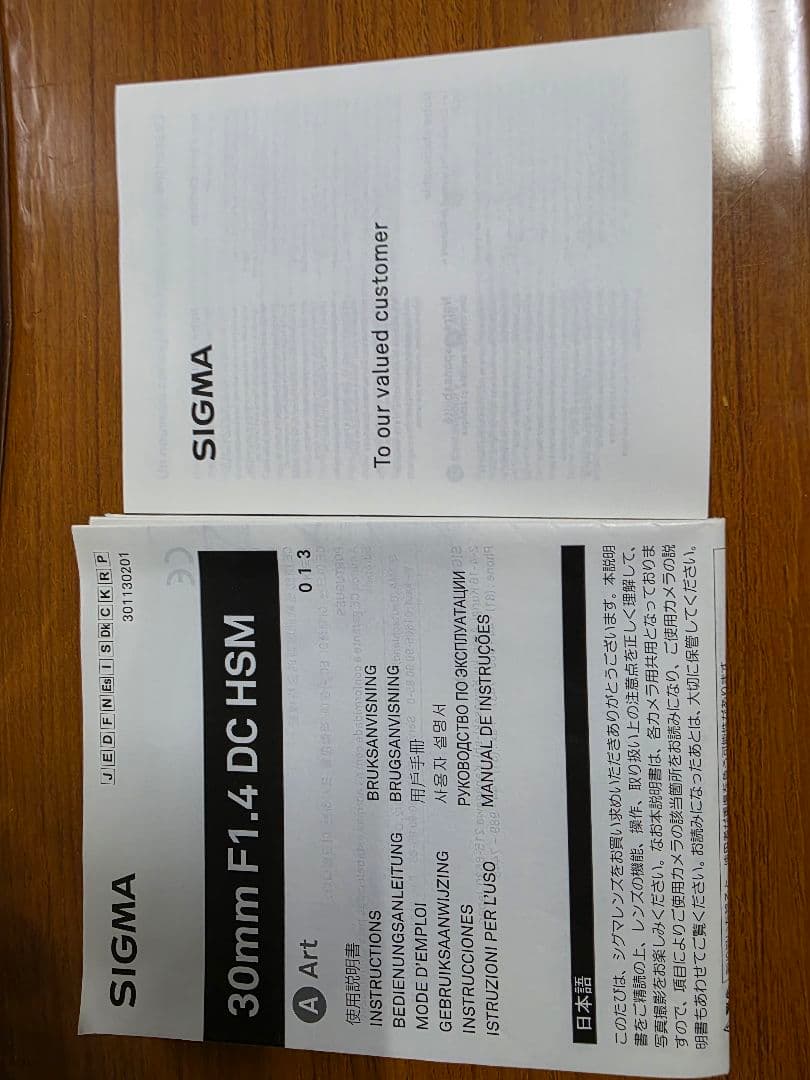 SIGMA
To our valued customer
SIGMA
J E D F N Es I S Dk C K R P
301130201
30mm F1.4 DC HSM
A Art
013
使用説明書
INSTRUCTIONS
BEDIENUNGSANLEITUNG
MODE D'EMPLOI
GEBRUIKSAANWIJZING
INSTRUCCIONES
ISTRUZIONI PER L'USO
BRUKSANVISNING
BRUGSANVISNING
用戶手冊
사용자 설명서
РУКОВОДСТВО ПО ЭКСПЛУАТАЦИИ
MANUAL DE INSTRUÇÕES
日本語
このたびは、シグマレンズをお買い求めいただきありがとうございます。本説明
書をご精読の上、レンズの機能、操作、取り扱い上の注意点を正しく理解して、
写真撮影をお楽しみください。なお本説明書は、各カメラ用共用となっておりま
すので、項目によりご使用カメラの該当箇所をお読みになり、ご使用カメラの説
明書もあわせてご覧ください。お読みになったあとは、大切に保管してください。